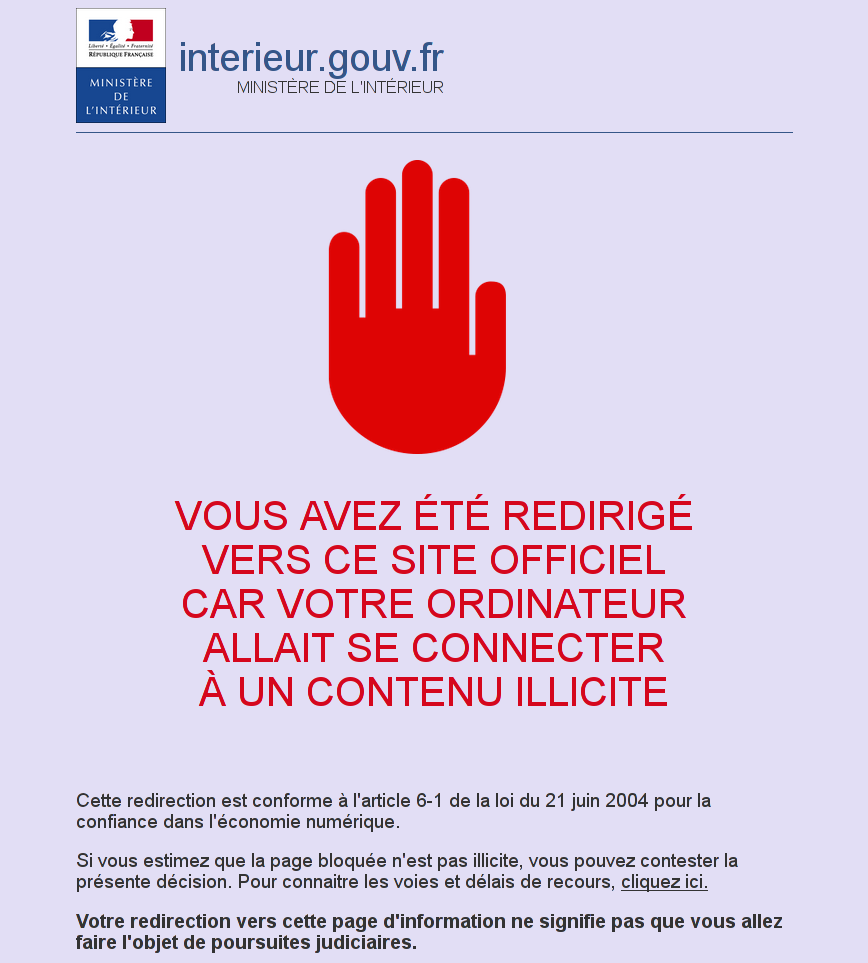 Liberté • Égalité • Fraternité
RÉPUBLIQUE FRANÇAISE
MINISTÈRE
DE
L'INTÉRIEUR
interieur.gouv.fr
MINISTÈRE DE L'INTÉRIEUR
VOUS AVEZ ÉTÉ REDIRIGÉ
VERS CE SITE OFFICIEL
CAR VOTRE ORDINATEUR
ALLAIT SE CONNECTER
À UN CONTENU ILLICITE
Cette redirection est conforme à l'article 6-1 de la loi du 21 juin 2004 pour la
confiance dans l'économie numérique.
Si vous estimez que la page bloquée n'est pas illicite, vous pouvez contester la
présente décision. Pour connaitre les voies et délais de recours, cliquez ici.
Votre redirection vers cette page d'information ne signifie pas que vous allez
faire l'objet de poursuites judiciaires.